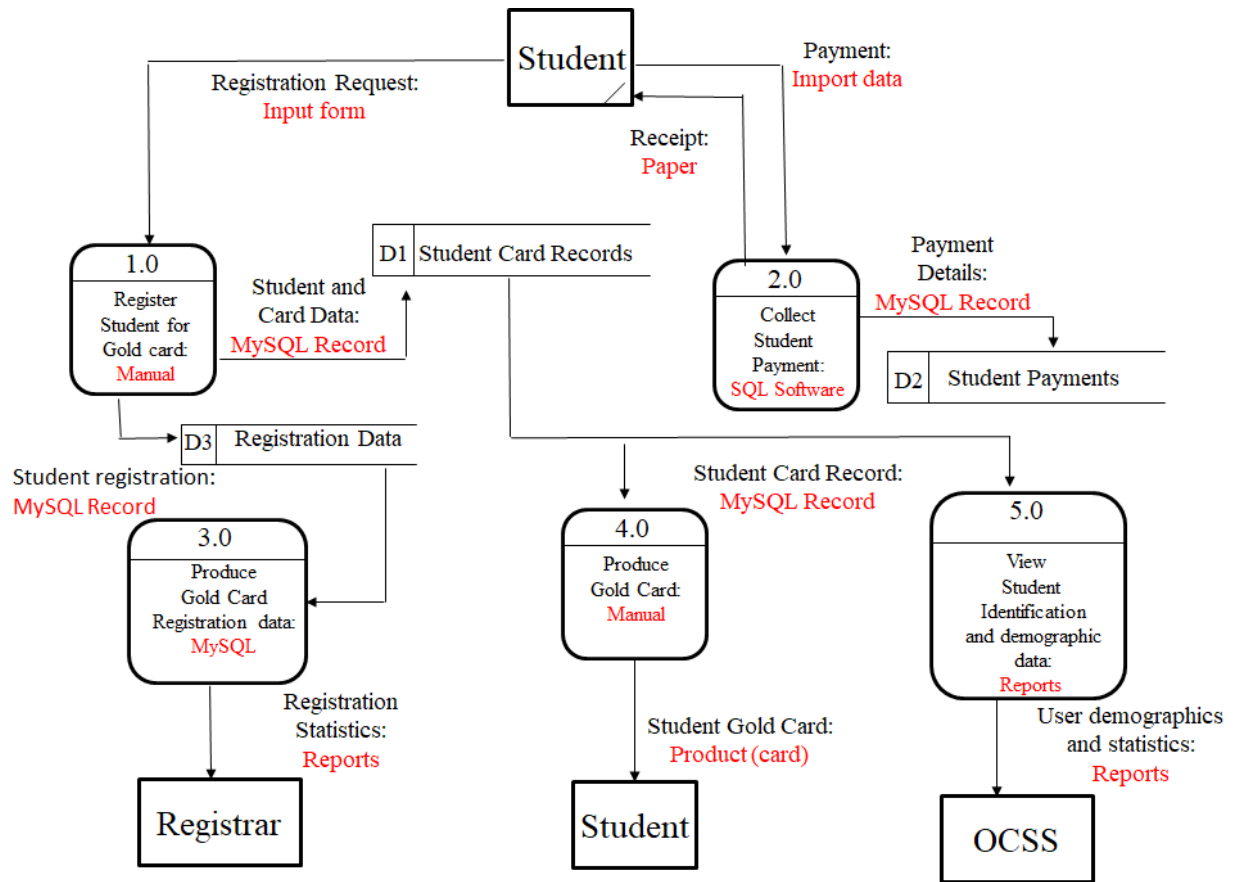 Student
Registration Request:
Input form
Payment:
Import data
Receipt:
Paper
D1 Student Card Records
1.0
Register
Student for
Gold card:
Manual
Student and
Card Data:
MySQL Record
2.0
Collect
Student
Payment:
SQL Software
Payment
Details:
MySQL Record
D2 Student Payments
D3 Registration Data
Student registration:
MySQL Record
Student Card Record:
MySQL Record
3.0
Produce
Gold Card
Registration data:
MySQL
4.0
Produce
Gold Card:
Manual
5.0
View
Student
Identification
and demographic
data:
Reports
Registration
Statistics:
Reports
Student Gold Card:
Product (card)
User demographics
and statistics:
Reports
Registrar
Student
OCSS